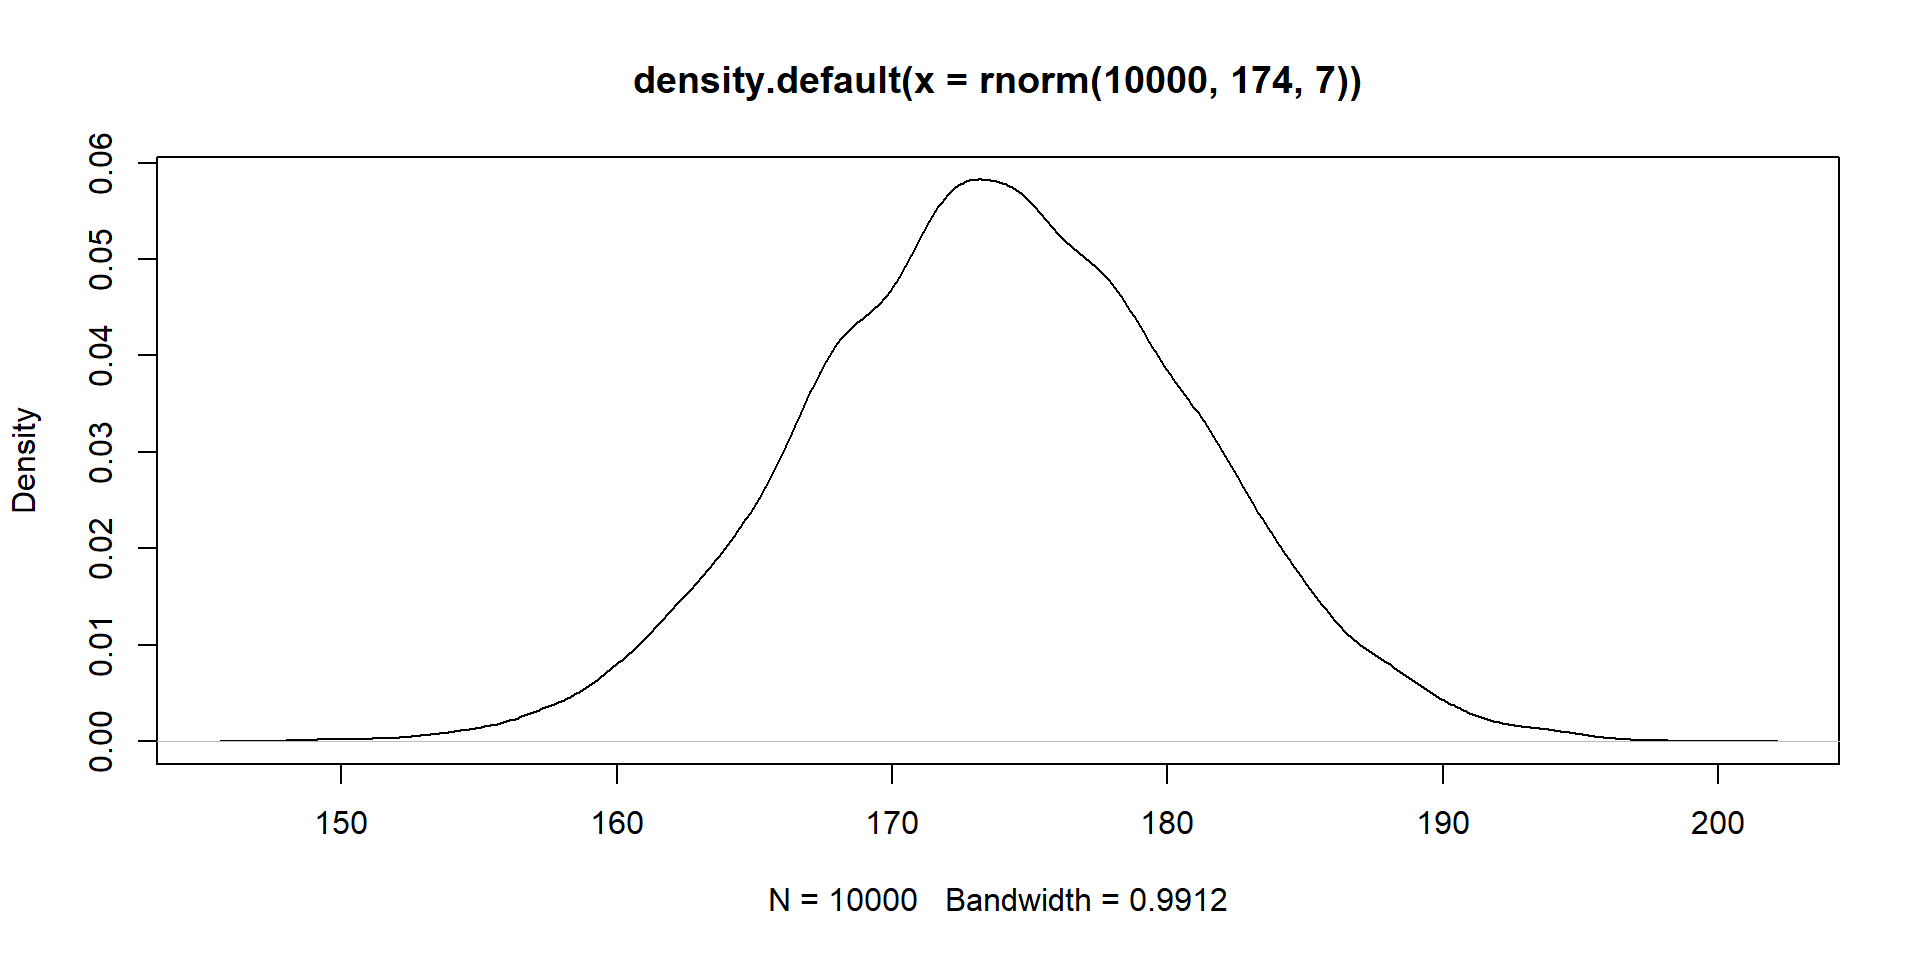 density.default(x = rnorm(10000, 174, 7))
Density
0.06
0.05
0.04
0.03
0.02
0.01
0.00
150 160 170 180 190 200
N = 10000 Bandwidth = 0.9912